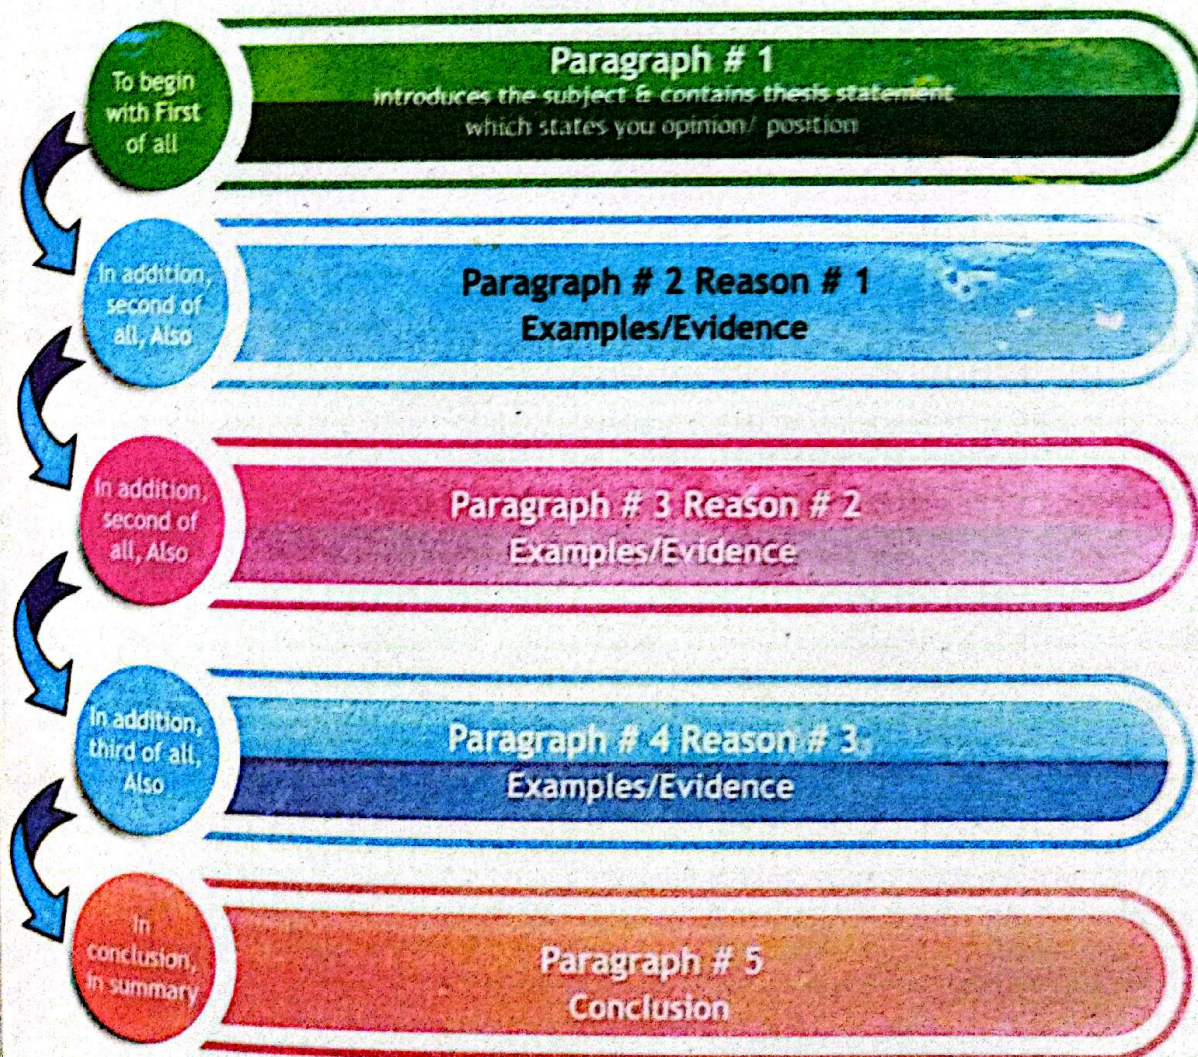 To begin
with First
of all
Paragraph # 1
introduces the subject & contains thesis statement
which states you opinion/ position
In addition,
second of
all, Also
Paragraph # 2 Reason # 1
Examples/Evidence
In addition,
second of
all, Also
Paragraph # 3 Reason # 2
Examples/Evidence
In addition,
third of all,
Also
Paragraph # 4 Reason # 3
Examples/Evidence
In
conclusion,
In summary
Paragraph # 5
Conclusion